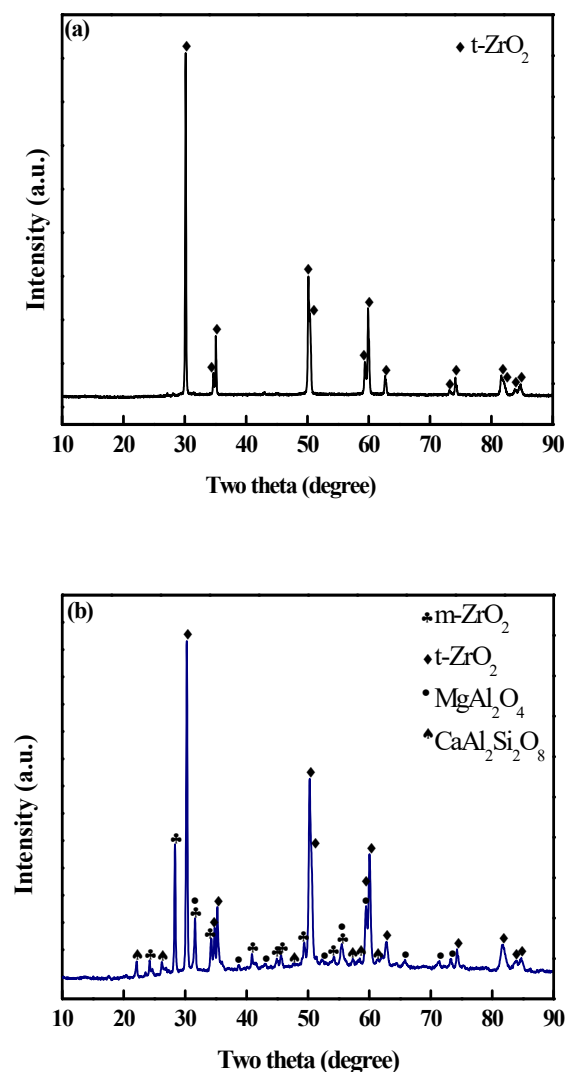 (a)
♦ t-ZrO₂
Intensity (a.u.)
10 20 30 40 50 60 70 80 90
Two theta (degree)
(b)
♣ m-ZrO₂
♦ t-ZrO₂
• MgAl₂O₄
♠ CaAl₂Si₂O₈
Intensity (a.u.)
10 20 30 40 50 60 70 80 90
Two theta (degree)